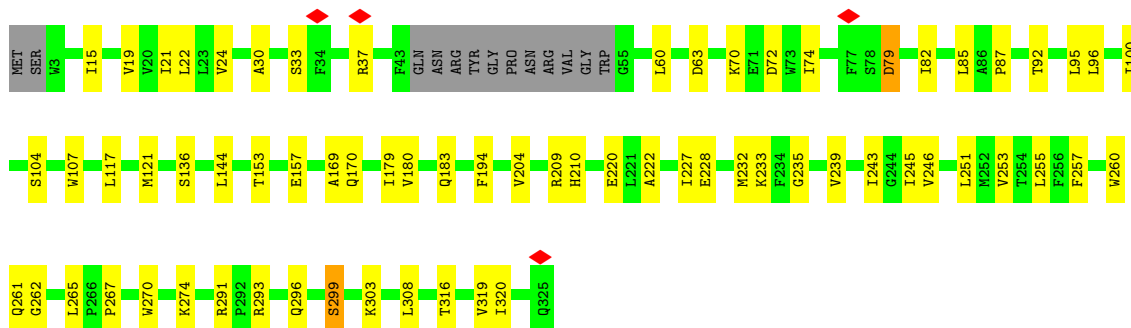 MET SER W3 I15 V19 V20 I21 L22 L23 V24 A30 S33 F34 R37 F43 GLN ASN ARG TYR GLY PRO ASN ARG VAL GLY TRP G55 L60 D63 K70 E71 D72 W73 I74 F77 S78 D79 I82 L85 A86 P87 T92 L95 L96 I100
S104 W107 L117 M121 S136 L144 T153 E157 A169 Q170 I179 V180 Q183 F194 V204 R209 H210 E220 L221 A222 I227 E228 M232 K233 F234 G235 V239 I243 G244 I245 V246 L251 M252 V253 T254 L255 F256 F257 W260
Q261 G262 L265 P266 P267 W270 K274 R291 P292 R293 Q296 S299 K303 L308 T316 V319 I320 Q325